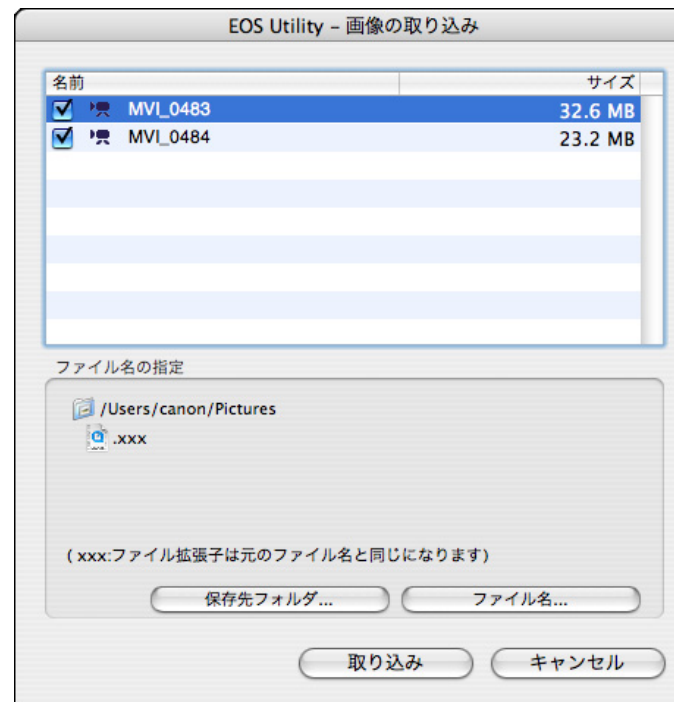 EOS Utility – 画像の取り込み
名前 サイズ
MVI_0483 32.6 MB
MVI_0484 23.2 MB
ファイル名の指定
/Users/canon/Pictures
.xxx
( xxx:ファイル拡張子は元のファイル名と同じになります)
保存先フォルダ... ファイル名...
取り込み キャンセル